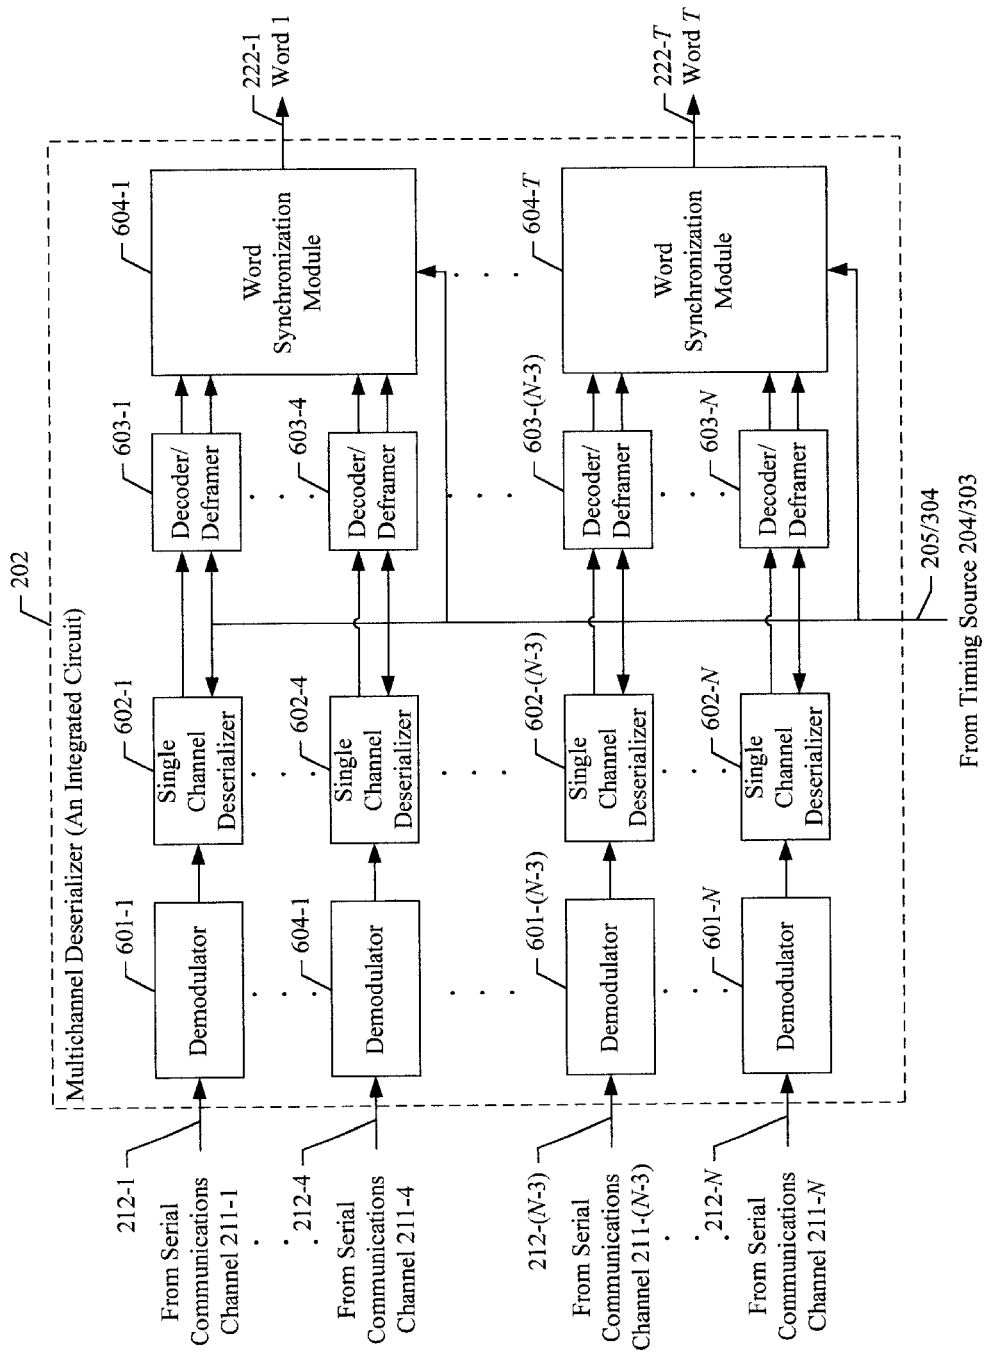 202
Multichannel Deserializer (An Integrated Circuit)
212-1
From Serial
Communications
Channel 211-1
601-1
Demodulator
602-1
Single
Channel
Deserializer
603-1
Decoder/
Deframer
604-1
Word
Synchronization
Module
222-1
Word 1
212-4
From Serial
Communications
Channel 211-4
604-1
Demodulator
602-4
Single
Channel
Deserializer
603-4
Decoder/
Deframer
212-(N-3)
From Serial
Communications
Channel 211-(N-3)
601-(N-3)
Demodulator
602-(N-3)
Single
Channel
Deserializer
603-(N-3)
Decoder/
Deframer
604-T
Word
Synchronization
Module
222-T
Word T
212-N
From Serial
Communications
Channel 211-N
601-N
Demodulator
602-N
Single
Channel
Deserializer
603-N
Decoder/
Deframer
205/304
From Timing Source 204/303